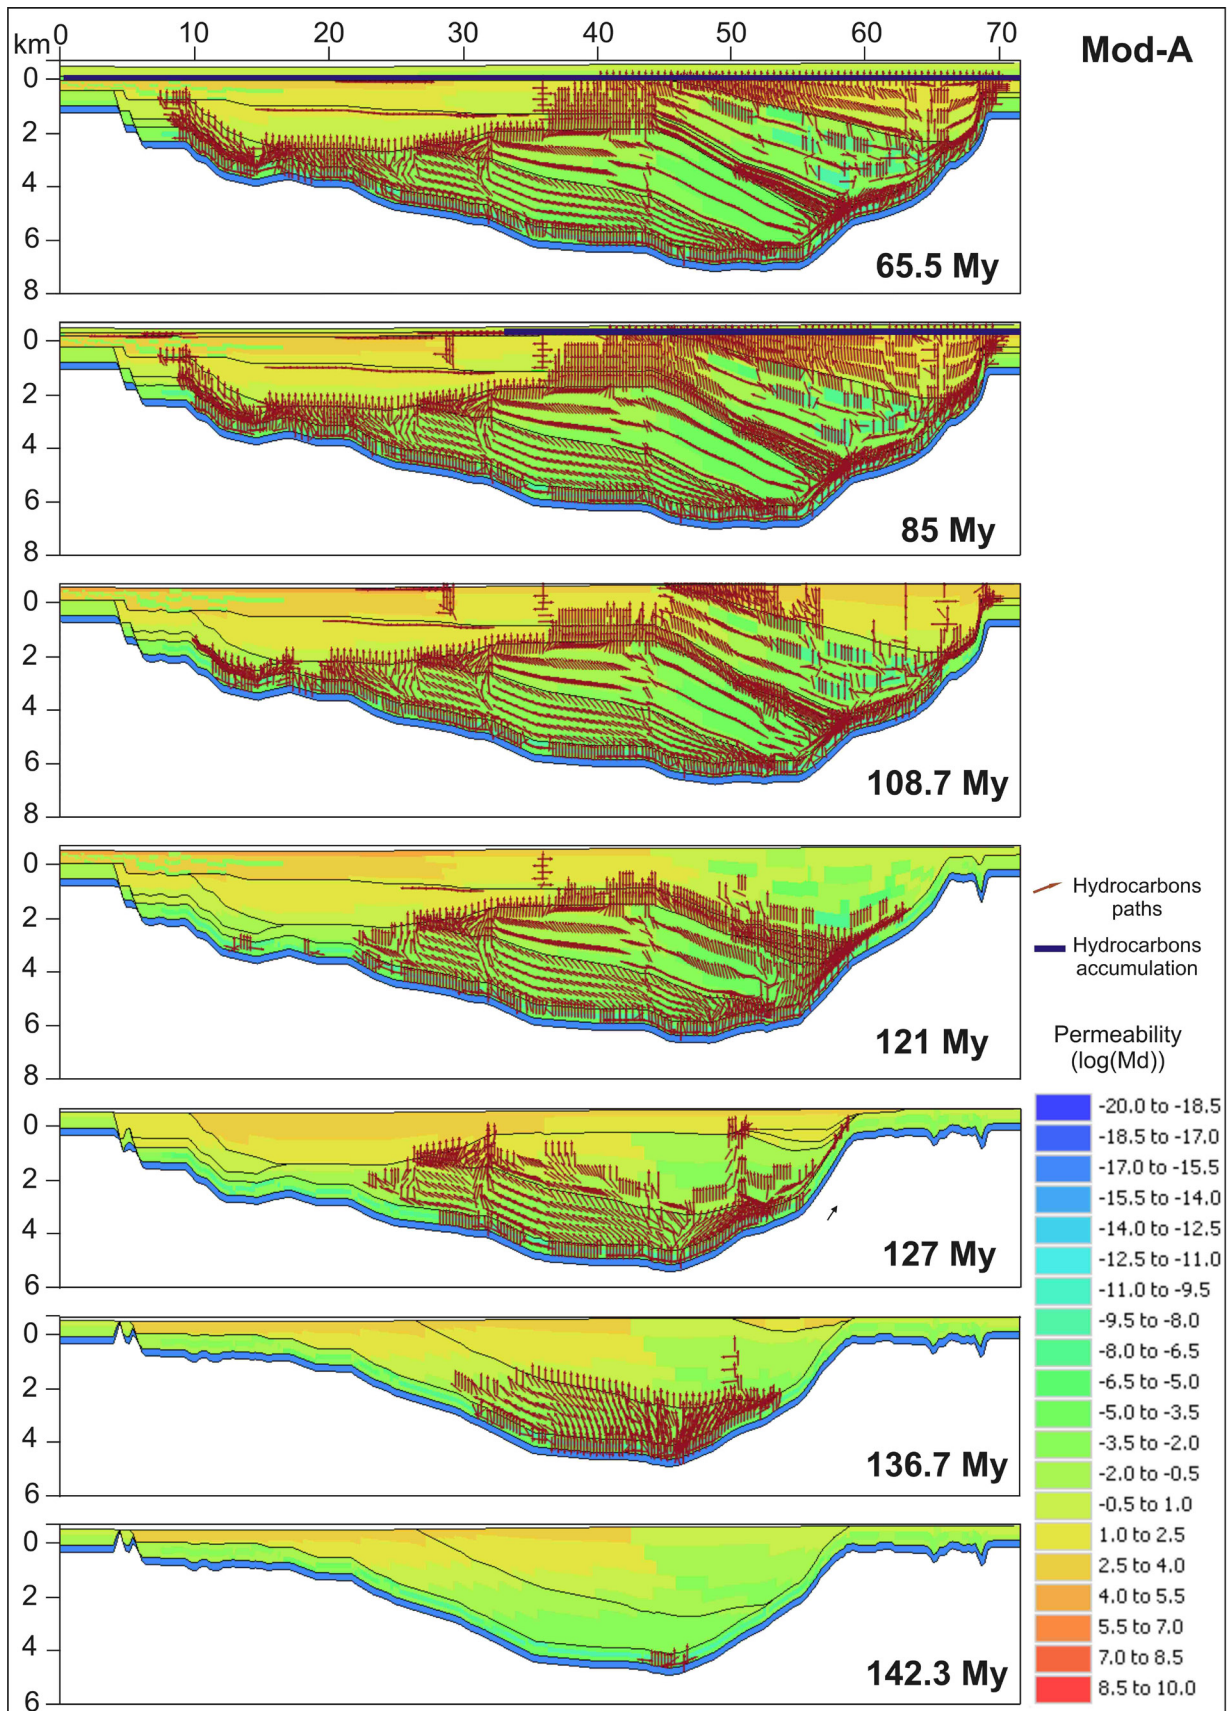 km 0 10 20 30 40 50 60 70
Mod-A
0
2
4
6
8
65.5 My
0
2
4
6
8
85 My
0
2
4
6
8
108.7 My
0
2
4
6
8
121 My
Hydrocarbons
paths
Hydrocarbons
accumulation
0
2
4
6
127 My
0
2
4
6
136.7 My
0
2
4
6
142.3 My
Permeability
(log(Md))
-20.0 to -18.5
-18.5 to -17.0
-17.0 to -15.5
-15.5 to -14.0
-14.0 to -12.5
-12.5 to -11.0
-11.0 to -9.5
-9.5 to -8.0
-8.0 to -6.5
-6.5 to -5.0
-5.0 to -3.5
-3.5 to -2.0
-2.0 to -0.5
-0.5 to 1.0
1.0 to 2.5
2.5 to 4.0
4.0 to 5.5
5.5 to 7.0
7.0 to 8.5
8.5 to 10.0